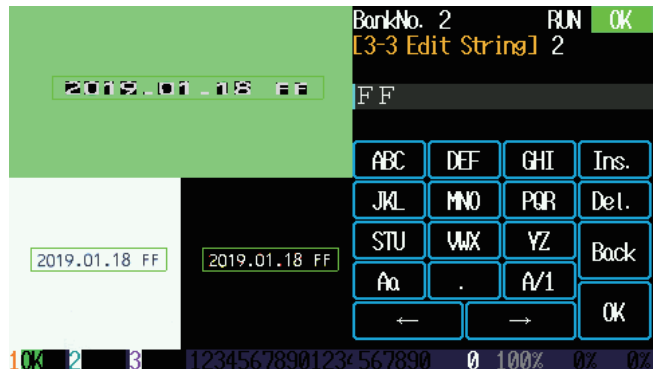 BankNo. 2 RUN OK
[3-3 Edit String] 2
2019.01.18 FF
FF
ABC DEF GHI Ins.
JKL MNO PQR Del.
STU VWX YZ Back
2019.01.18 FF
2019.01.18 FF
Aa . A/1
← → OK
1OK 2 3 12345678901234567890 0 100% 0% 0%